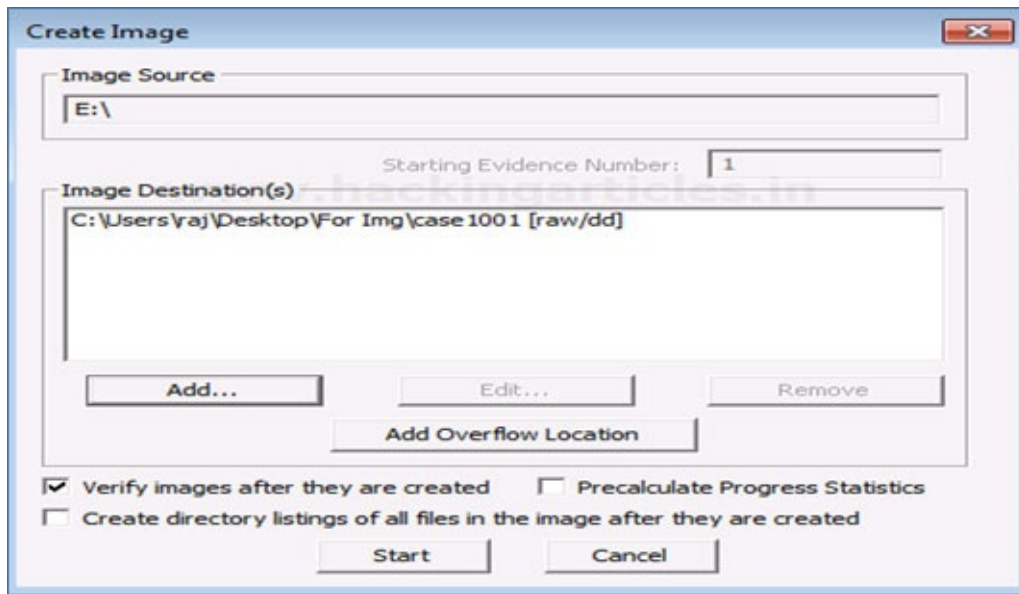 Create Image
Image Source
E:\
Starting Evidence Number: 1
www.hackingarticles.in
Image Destination(s)
C:\Users\raj\Desktop\For Img\case1001 [raw/dd]
Add... Edit... Remove
Add Overflow Location
Verify images after they are created Precalculate Progress Statistics
Create directory listings of all files in the image after they are created
Start Cancel